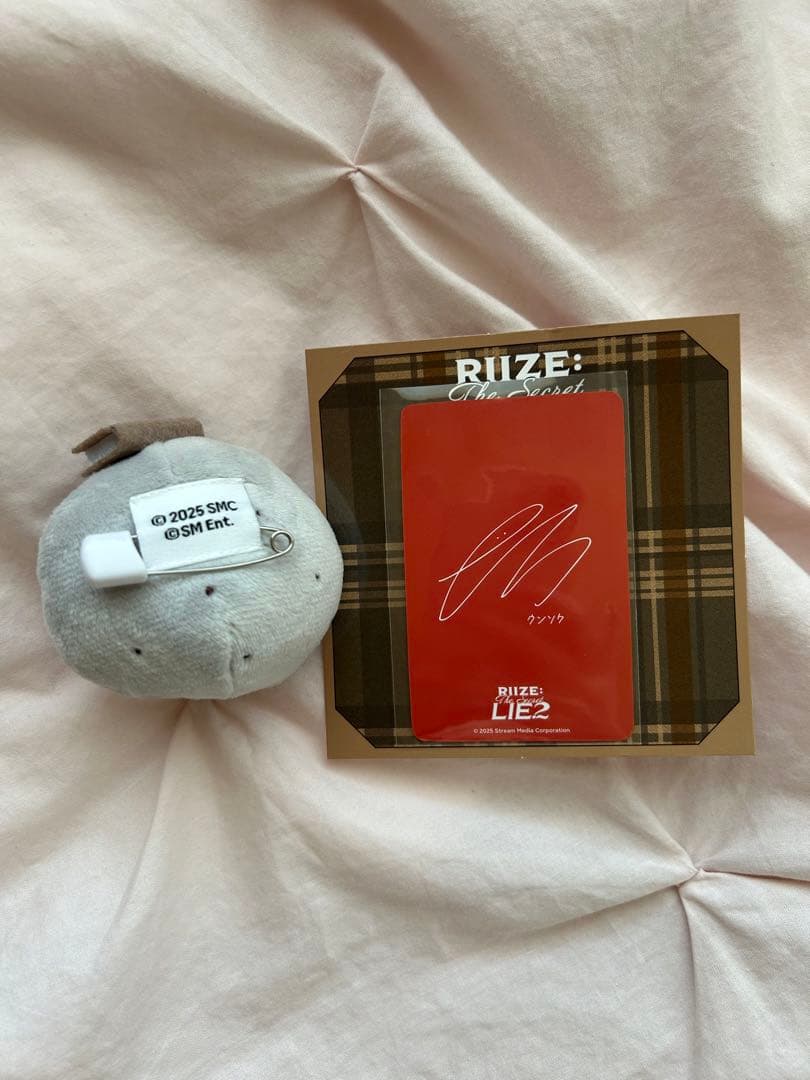 © 2025 SMC
©SM Ent.
RIIZE:
The Secret
ウンソク
RIIZE:
The Secret
LIE2
© 2025 Stream Media Corporation